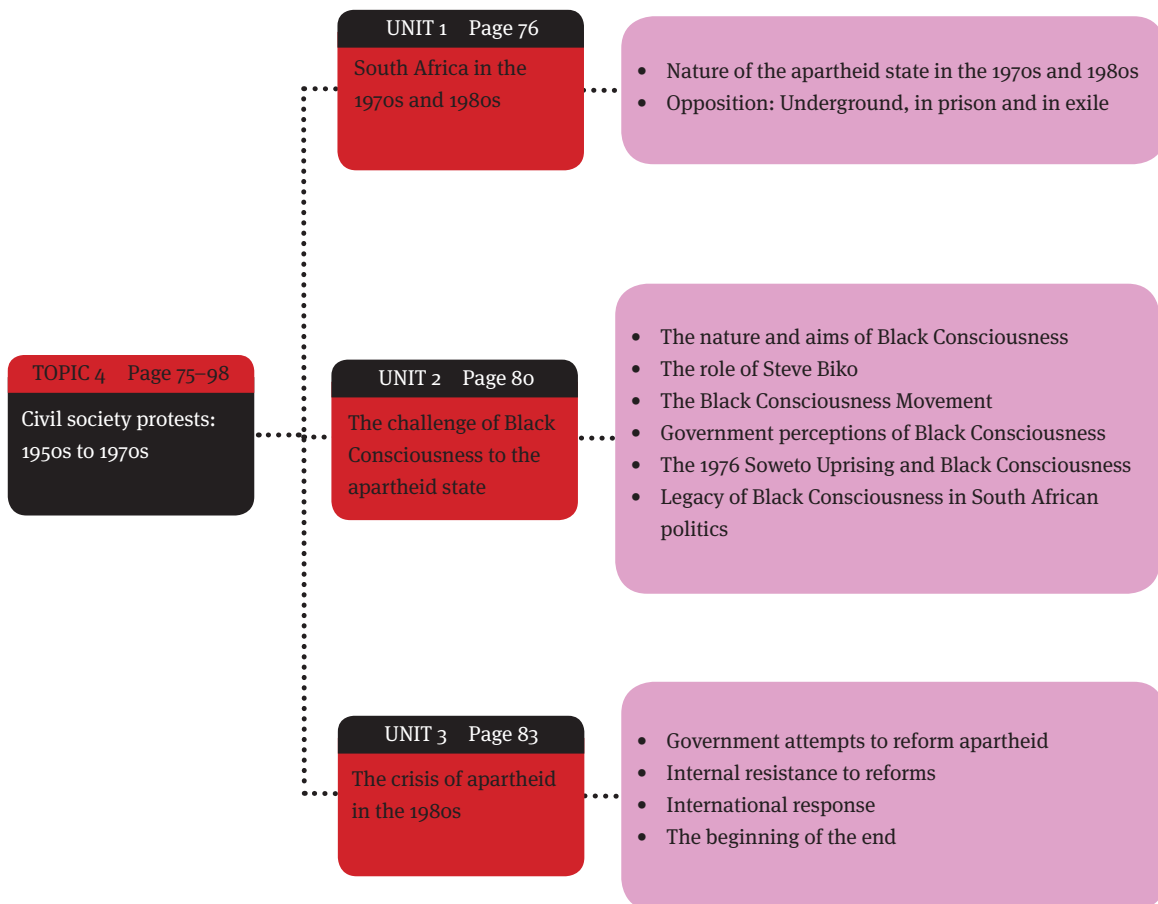 UNIT 1 Page 76
South Africa in the
1970s and 1980s
• Nature of the apartheid state in the 1970s and 1980s
• Opposition: Underground, in prison and in exile
TOPIC 4 Page 75–98
Civil society protests:
1950s to 1970s
UNIT 2 Page 80
The challenge of Black
Consciousness to the
apartheid state
• The nature and aims of Black Consciousness
• The role of Steve Biko
• The Black Consciousness Movement
• Government perceptions of Black Consciousness
• The 1976 Soweto Uprising and Black Consciousness
• Legacy of Black Consciousness in South African
politics
UNIT 3 Page 83
The crisis of apartheid
in the 1980s
• Government attempts to reform apartheid
• Internal resistance to reforms
• International response
• The beginning of the end